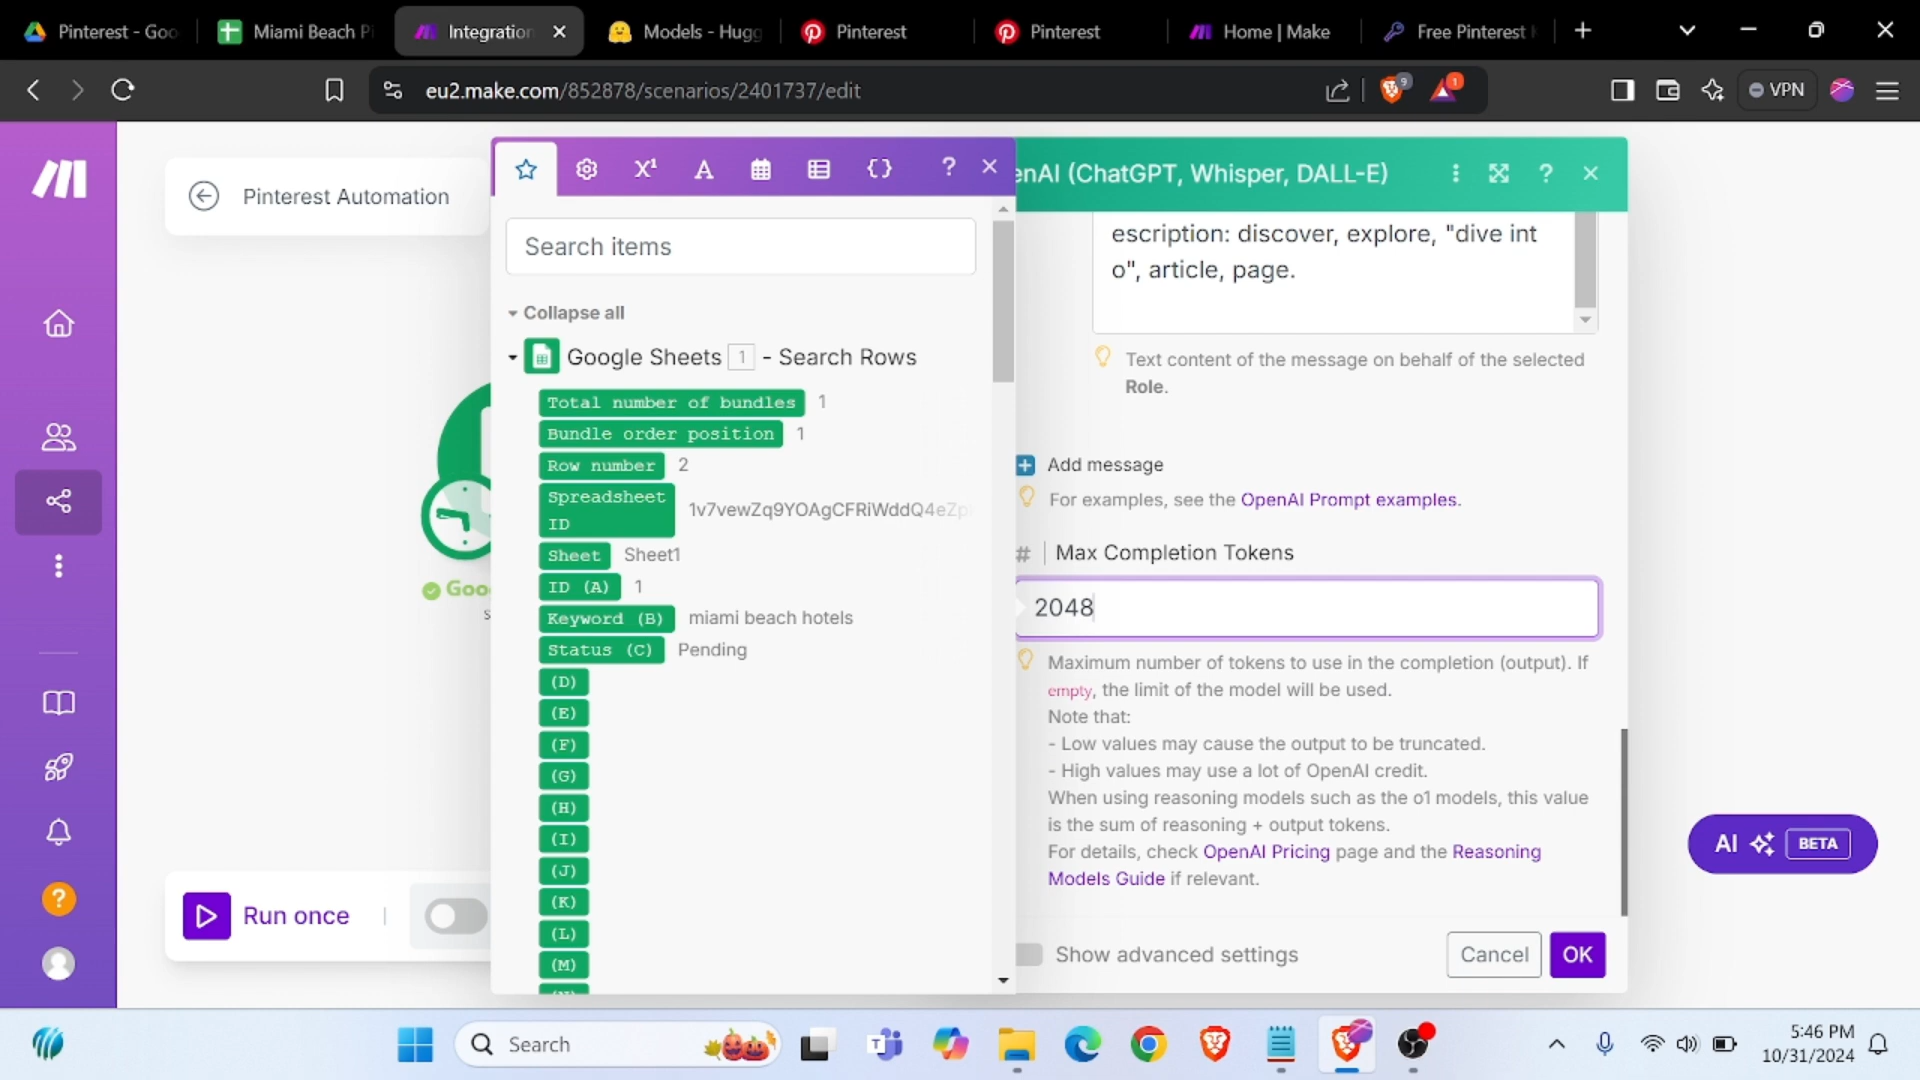 Pinterest - Goo
Miami Beach P
Integration
Models - Hugg
Pinterest
Pinterest
Home | Make
Free Pinterest
eu2.make.com/852878/scenarios/2401737/edit
9
1
VPN
Pinterest Automation
X¹
A
{}
?
enAI (ChatGPT, Whisper, DALL-E)
?
Search items
escription: discover, explore, "dive int
o", article, page.
Collapse all
Google Sheets 1 - Search Rows
Text content of the message on behalf of the selected
Role.
Total number of bundles 1
Bundle order position 1
Row number 2
Spreadsheet
ID
1v7vewZq9YOAgCFRiWddQ4eZp
Sheet Sheet1
ID (A) 1
Keyword (B) miami beach hotels
Status (C) Pending
(D)
(E)
(F)
(G)
(H)
(I)
(J)
(K)
(L)
(M)
Add message
For examples, see the OpenAI Prompt examples.
# Max Completion Tokens
2048
Maximum number of tokens to use in the completion (output). If
empty, the limit of the model will be used.
Note that:
- Low values may cause the output to be truncated.
- High values may use a lot of OpenAI credit.
When using reasoning models such as the o1 models, this value
is the sum of reasoning + output tokens.
For details, check OpenAI Pricing page and the Reasoning
Models Guide if relevant.
Show advanced settings
Cancel
OK
Goo
AI BETA
Run once
?
Search
5:46 PM
10/31/2024